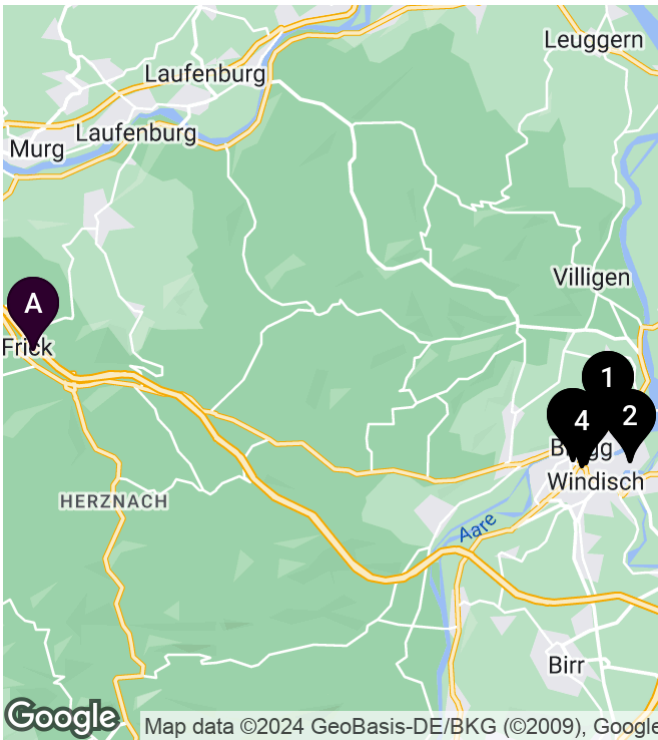 Leuggern
Laufenburg
Laufenburg
Murg
Villigen
A
Frick
1
4
2
Windisch
HERZNACH
Aare
Birr
Google
Map data ©2024 GeoBasis-DE/BKG (©2009), Google